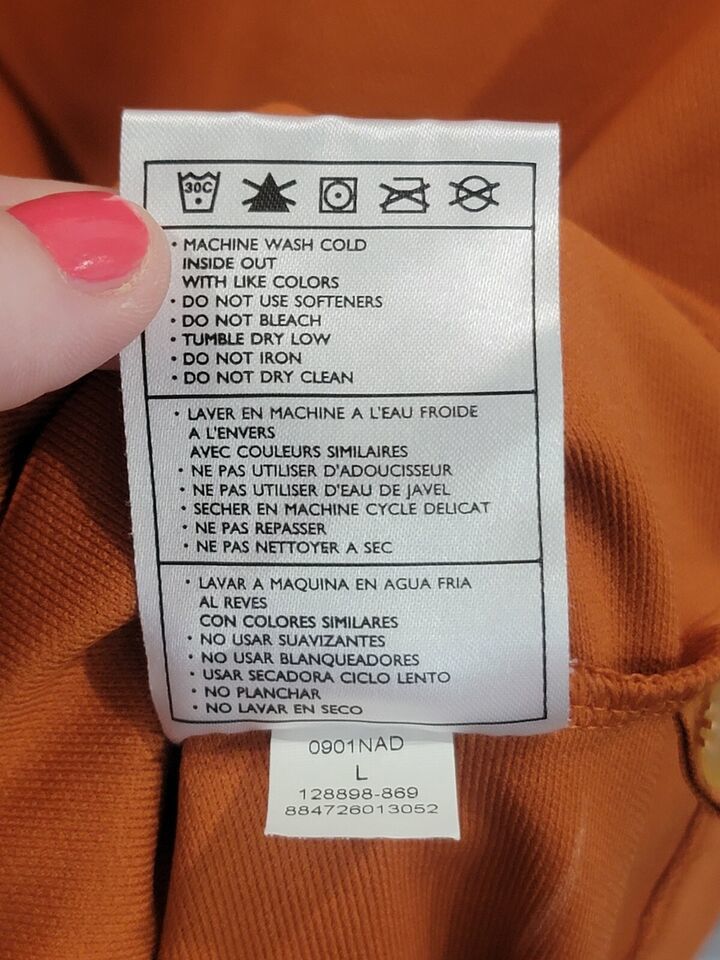 30C
• MACHINE WASH COLD
INSIDE OUT
WITH LIKE COLORS
• DO NOT USE SOFTENERS
• DO NOT BLEACH
• TUMBLE DRY LOW
• DO NOT IRON
• DO NOT DRY CLEAN
• LAVER EN MACHINE A L'EAU FROIDE
A L'ENVERS
AVEC COULEURS SIMILAIRES
• NE PAS UTILISER D'ADOUCISSEUR
• NE PAS UTILISER D'EAU DE JAVEL
• SECHER EN MACHINE CYCLE DELICAT
• NE PAS REPASSER
• NE PAS NETTOYER A SEC
• LAVAR A MAQUINA EN AGUA FRIA
AL REVES
CON COLORES SIMILARES
• NO USAR SUAVIZANTES
• NO USAR BLANQUEADORES
• USAR SECADORA CICLO LENTO
• NO PLANCHAR
• NO LAVAR EN SECO
0901NAD
L
128898-869
884726013052